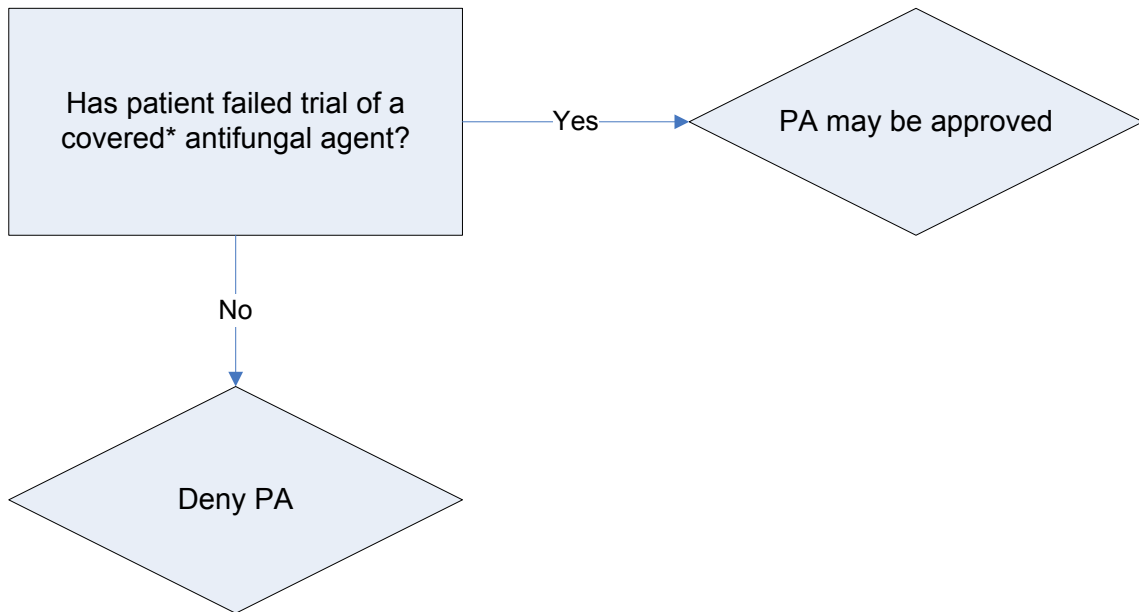 Has patient failed trial of a
covered* antifungal agent?
Yes
PA may be approved
No
Deny PA